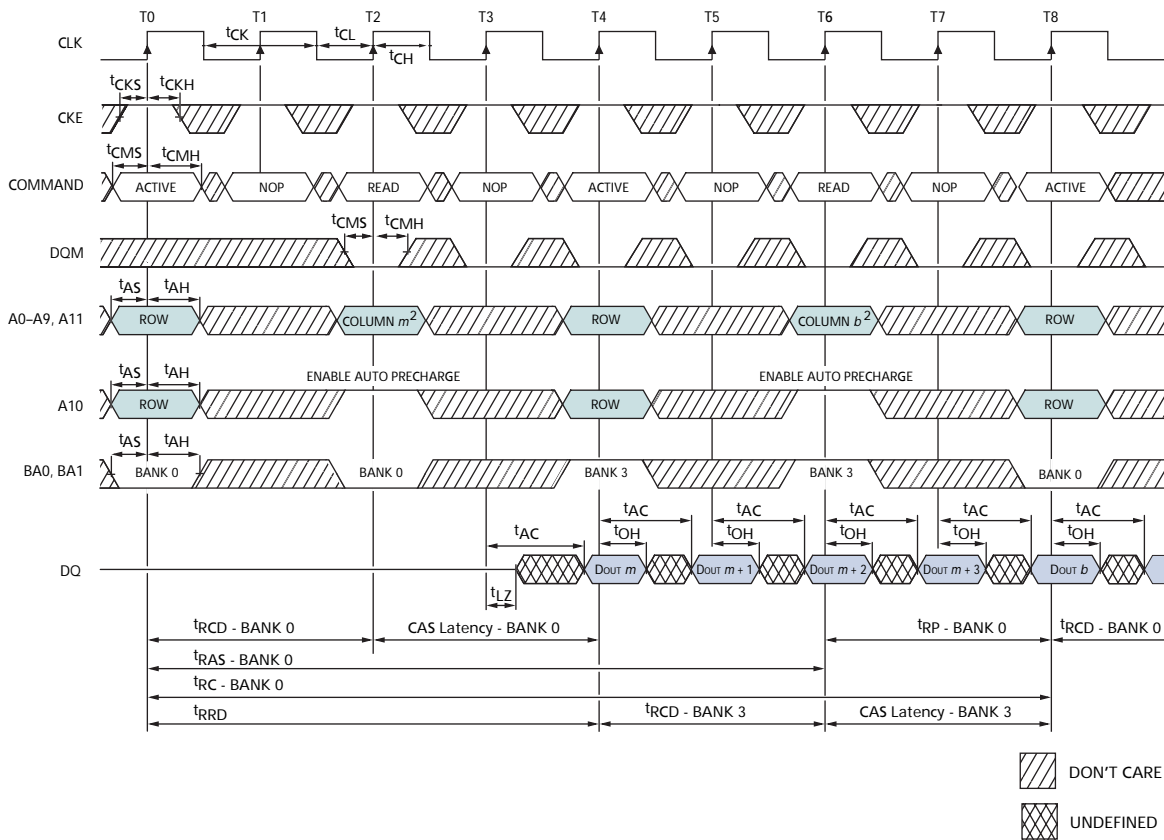 T0 T1 T2 T3 T4 T5 T6 T7 T8
CLK
tCK tCL
tCH
tCKS tCKH
CKE
tCMS tCMH
COMMAND ACTIVE NOP READ NOP ACTIVE NOP READ NOP ACTIVE
tCMS tCMH
DQM
tAS tAH
A0–A9, A11 ROW COLUMN m2 ROW COLUMN b2 ROW
tAS tAH ENABLE AUTO PRECHARGE ENABLE AUTO PRECHARGE
A10 ROW ROW ROW
tAS tAH
BA0, BA1 BANK 0 BANK 0 BANK 3 BANK 3 BANK 0
tAC tAC tAC tAC tAC
tAC tOH tOH tOH tOH tOH
DQ DOUT m DOUT m + 1 DOUT m + 2 DOUT m + 3 DOUT b
tLZ
tRCD - BANK 0 CAS Latency - BANK 0 tRP - BANK 0 tRCD - BANK 0
tRAS - BANK 0
tRC - BANK 0
tRRD tRCD - BANK 3 CAS Latency - BANK 3
DON'T CARE
UNDEFINED